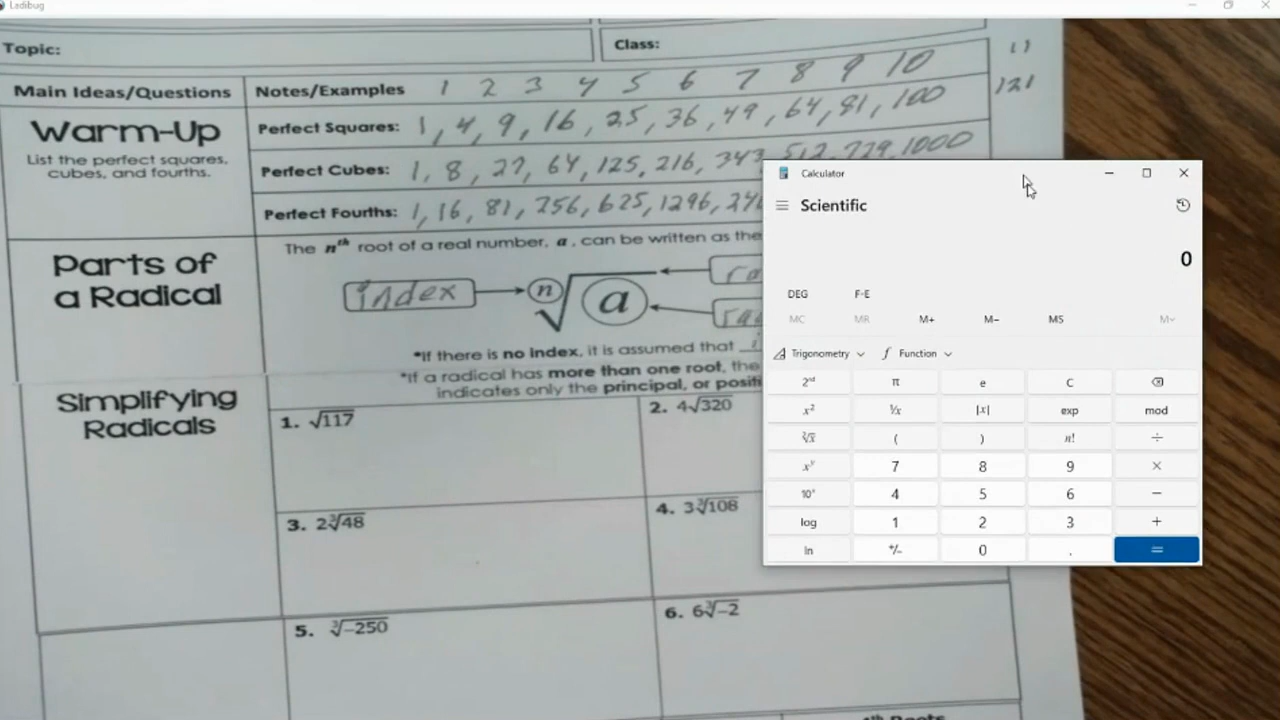 Ladibug
Topic:
Class:
Main Ideas/Questions
Notes/Examples 1 2 3 4 5 6 7 8 9 10
11
121
Warm-Up
List the perfect squares,
cubes, and fourths.
Perfect Squares: 1, 4, 9, 16, 25, 36, 49, 64, 81, 100
Perfect Cubes: 1, 8, 27, 64, 125, 216, 343, 512, 729, 1000
Perfect Fourths: 1, 16, 81, 256, 625, 1296,
Parts of
a Radical
The nth root of a real number, a, can be written as the
index
n√a
*If there is no index, it is assumed that
*If a radical has more than one root, the
indicates only the principal, or positi
Simplifying
Radicals
1. √117
2. 4√320
3. 2∛48
4. 3∛108
5. ∛-250
6. 6∛-2
Calculator
Scientific
0
DEG F-E
MC MR M+ M− MS M˅
Trigonometry Function
2ⁿᵈ π e C
x² ¹/x |x| exp mod
²√x ( ) n! ÷
xʸ 7 8 9 ×
10ˣ 4 5 6 −
log 1 2 3 +
ln +/− 0 . =